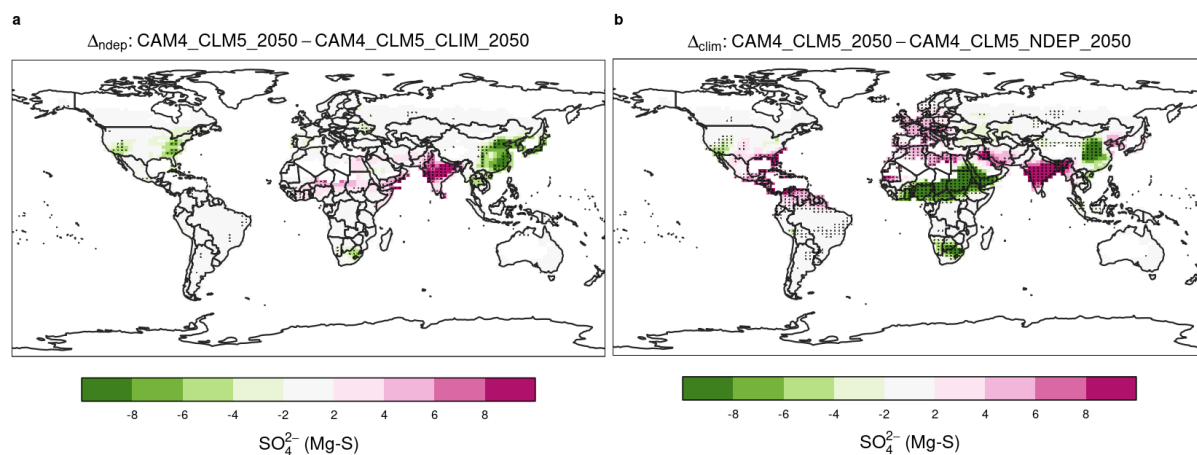 a
Δndep: CAM4_CLM5_2050 − CAM4_CLM5_CLIM_2050
-8 -6 -4 -2 2 4 6 8
SO₄²⁻ (Mg-S)
b
Δclim: CAM4_CLM5_2050 − CAM4_CLM5_NDEP_2050
-8 -6 -4 -2 2 4 6 8
SO₄²⁻ (Mg-S)